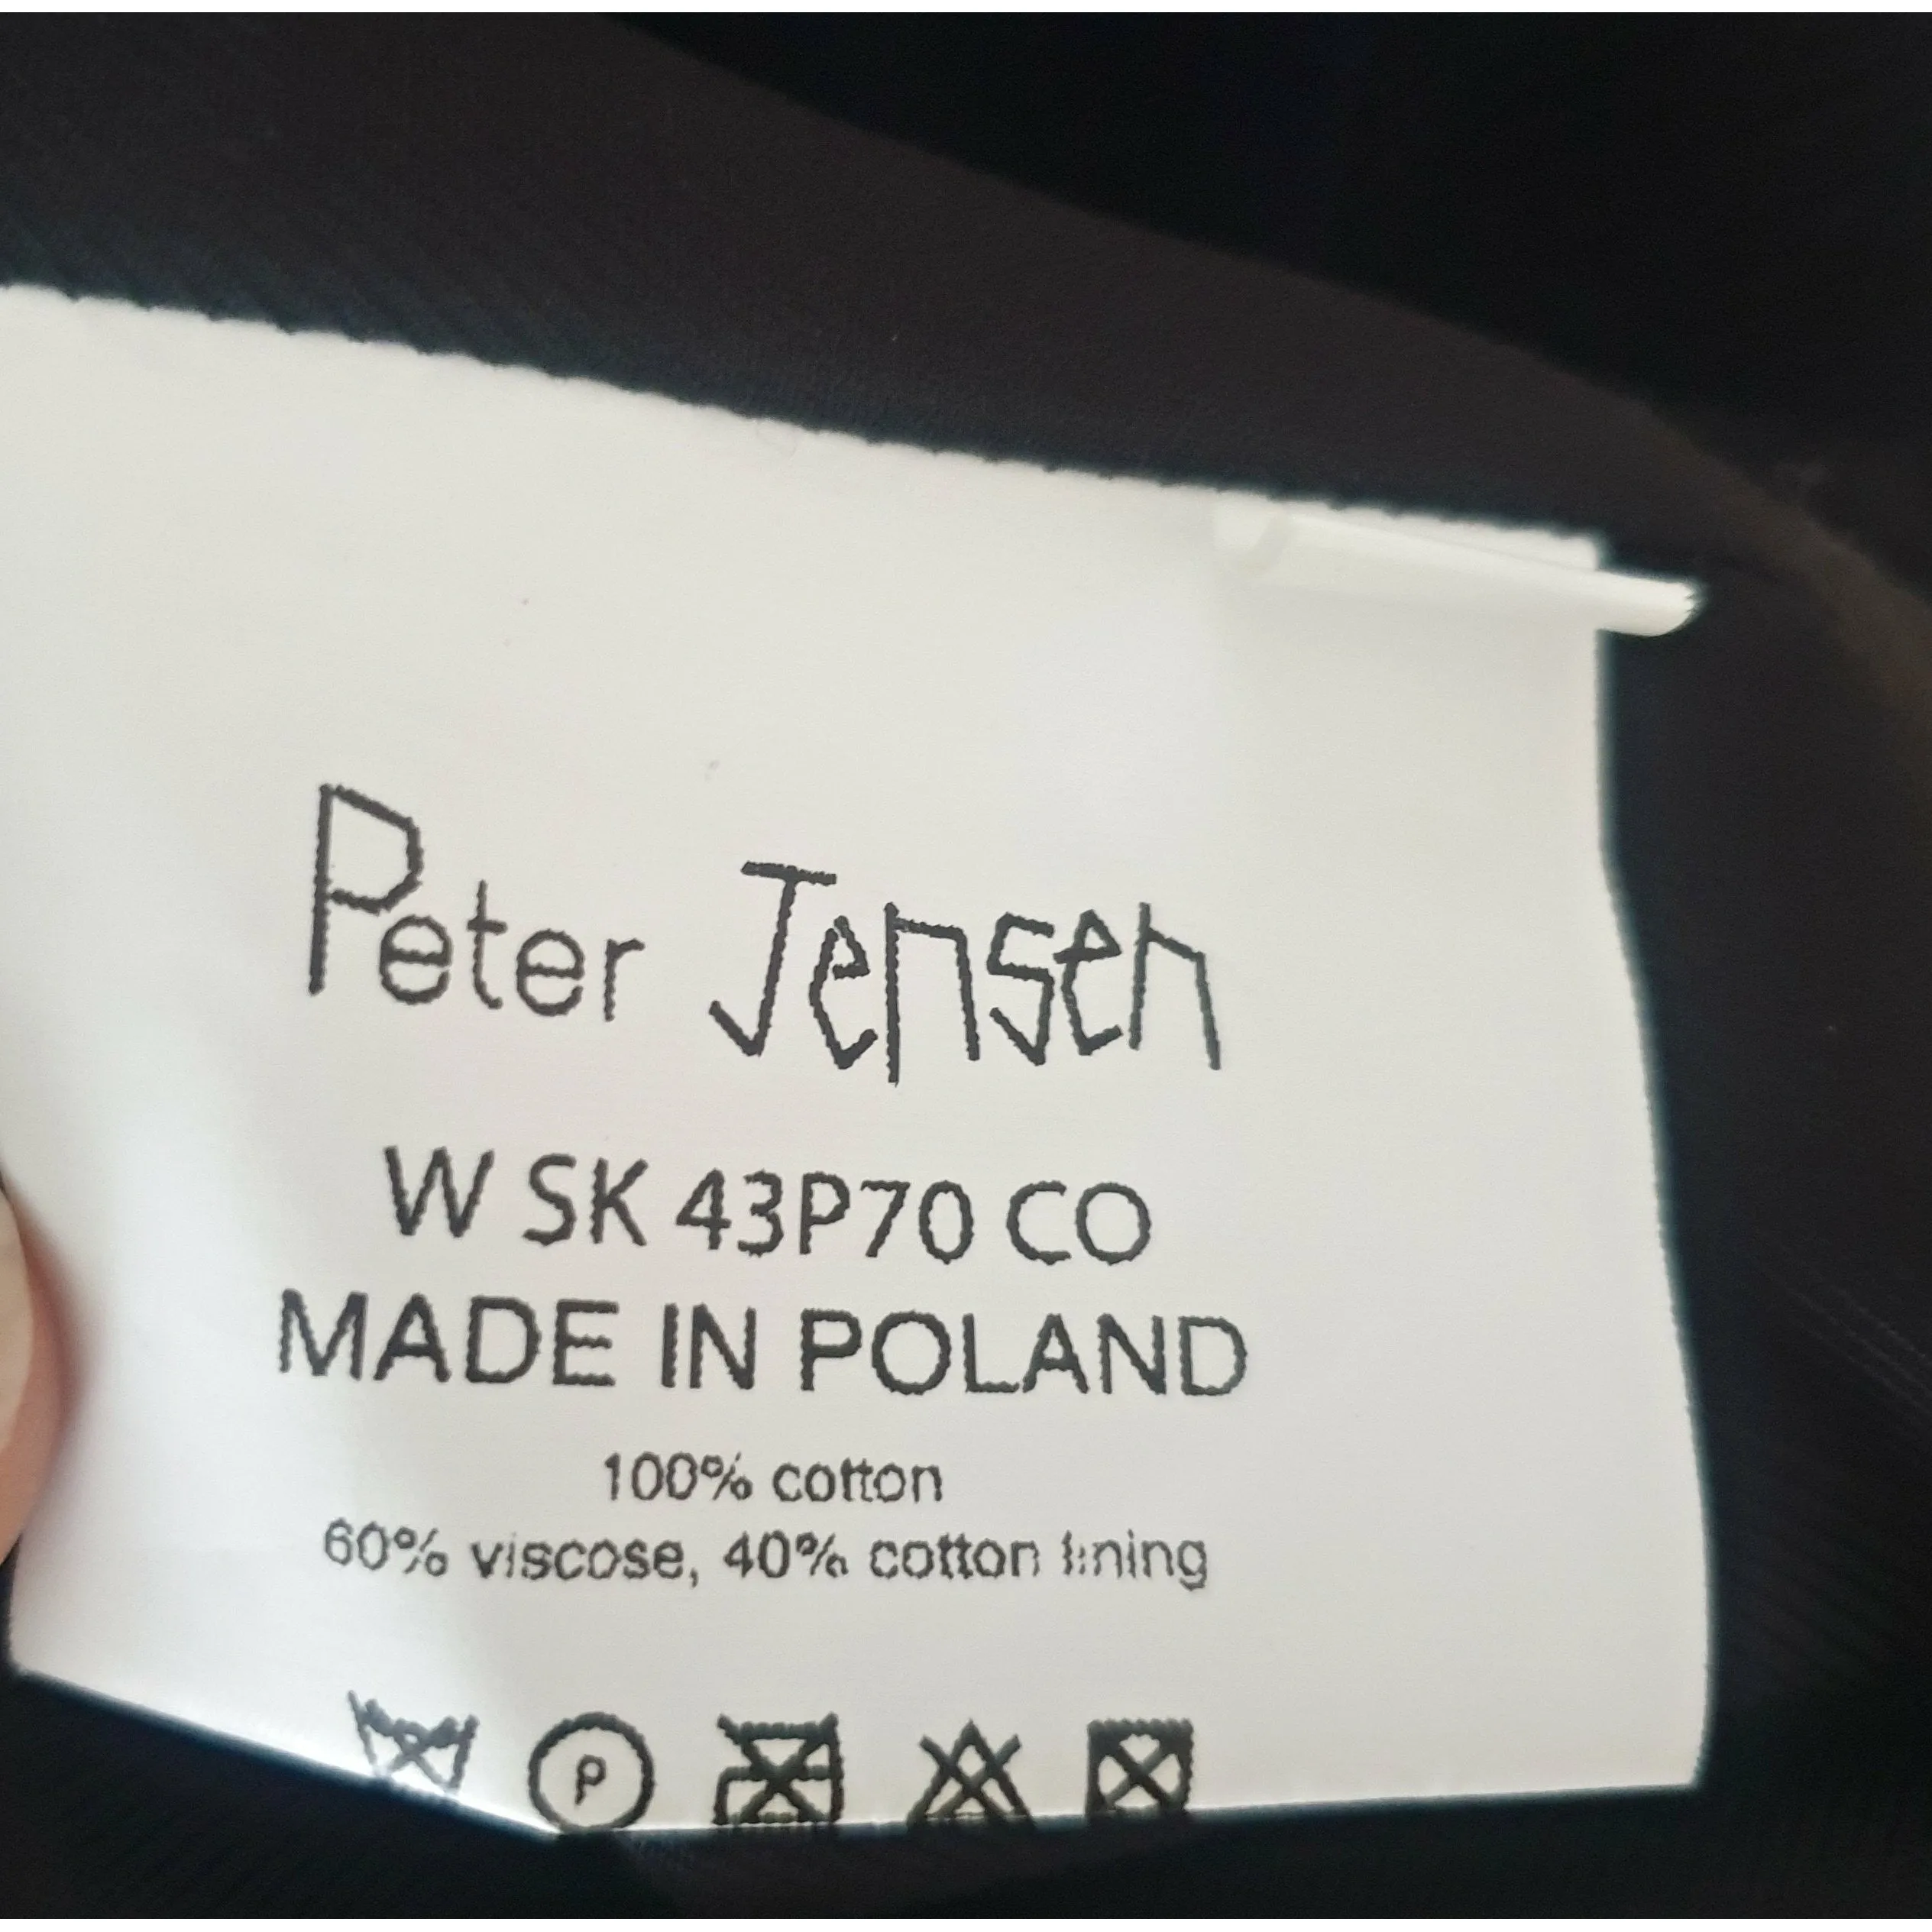 Peter Jensen
W SK 43P70 CO
MADE IN POLAND
100% cotton
60% viscose, 40% cotton lining
P